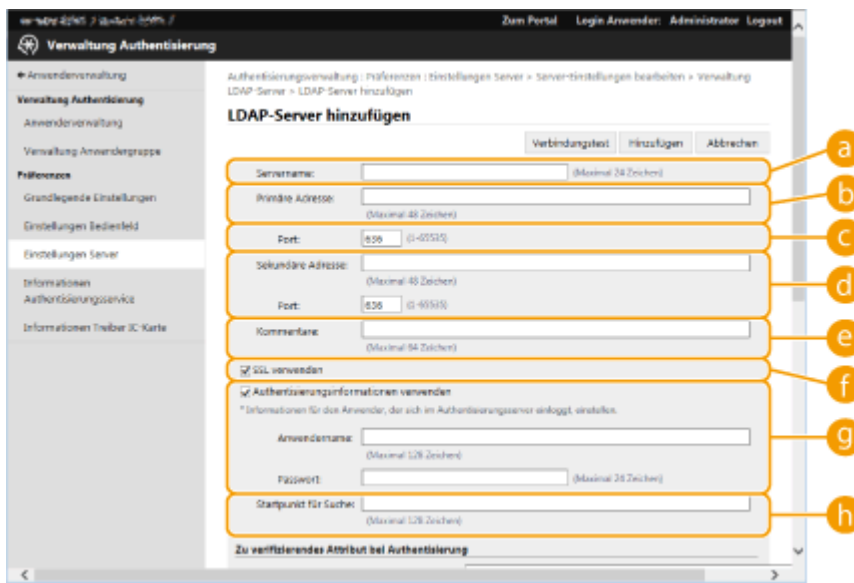 Zum Portal Login Anwender: Administrator Logout
Verwaltung Authentisierung
Anwenderverwaltung
Verwaltung Authentisierung
Anwenderverwaltung
Verwaltung Anwendergruppe
Präferenzen
Grundlegende Einstellungen
Einstellungen Bedienfeld
Einstellungen Server
Informationen
Authentisierungsservice
Informationen Treiber IC-Karte
Authentisierungsverwaltung : Präferenzen : Einstellungen Server > Server-Einstellungen bearbeiten > Verwaltung
LDAP-Server > LDAP-Server hinzufügen
LDAP-Server hinzufügen
Verbindungstest Hinzufügen Abbrechen
Servername: (Maximal 24 Zeichen)
a
Primäre Adresse:
(Maximal 48 Zeichen)
b
Port: 636 (1-65535)
c
Sekundäre Adresse:
(Maximal 48 Zeichen)
d
Port: 636 (1-65535)
Kommentare:
(Maximal 64 Zeichen)
e
SSL verwenden
f
Authentisierungsinformationen verwenden
* Informationen für den Anwender, der sich im Authentisierungsserver einloggt, einstellen.
Anwendername:
(Maximal 128 Zeichen)
g
Passwort: (Maximal 24 Zeichen)
Startpunkt für Suche:
(Maximal 128 Zeichen)
h
Zu verifizierendes Attribut bei Authentisierung